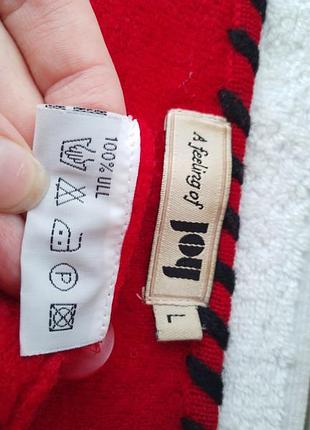 100% ULL
P
A feeling of
Joy
L